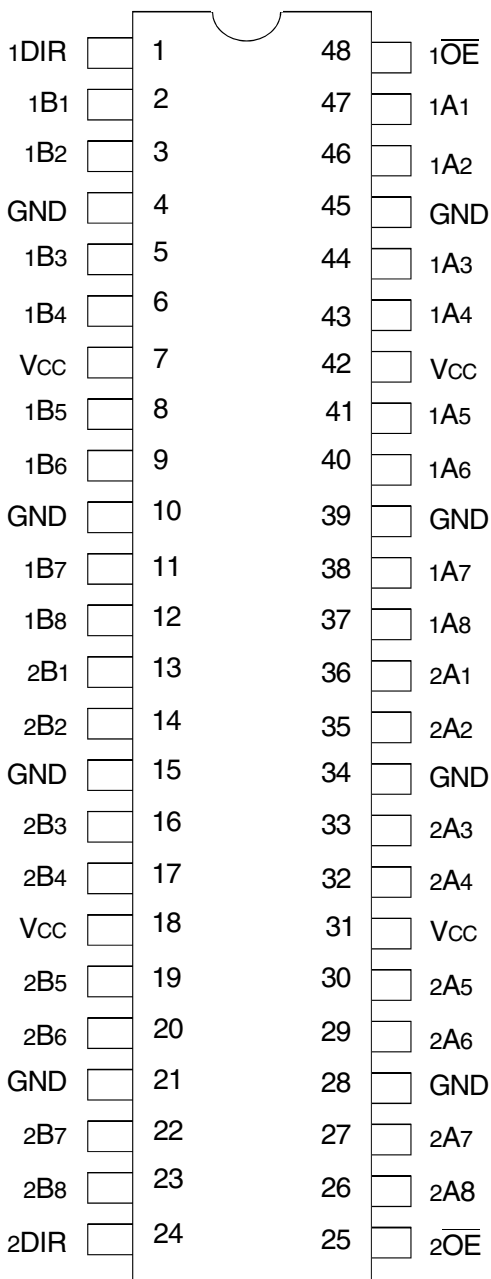 1DIR 1 48 1O̅E̅
1B1 2 47 1A1
1B2 3 46 1A2
GND 4 45 GND
1B3 5 44 1A3
1B4 6 43 1A4
VCC 7 42 VCC
1B5 8 41 1A5
1B6 9 40 1A6
GND 10 39 GND
1B7 11 38 1A7
1B8 12 37 1A8
2B1 13 36 2A1
2B2 14 35 2A2
GND 15 34 GND
2B3 16 33 2A3
2B4 17 32 2A4
VCC 18 31 VCC
2B5 19 30 2A5
2B6 20 29 2A6
GND 21 28 GND
2B7 22 27 2A7
2B8 23 26 2A8
2DIR 24 25 2O̅E̅